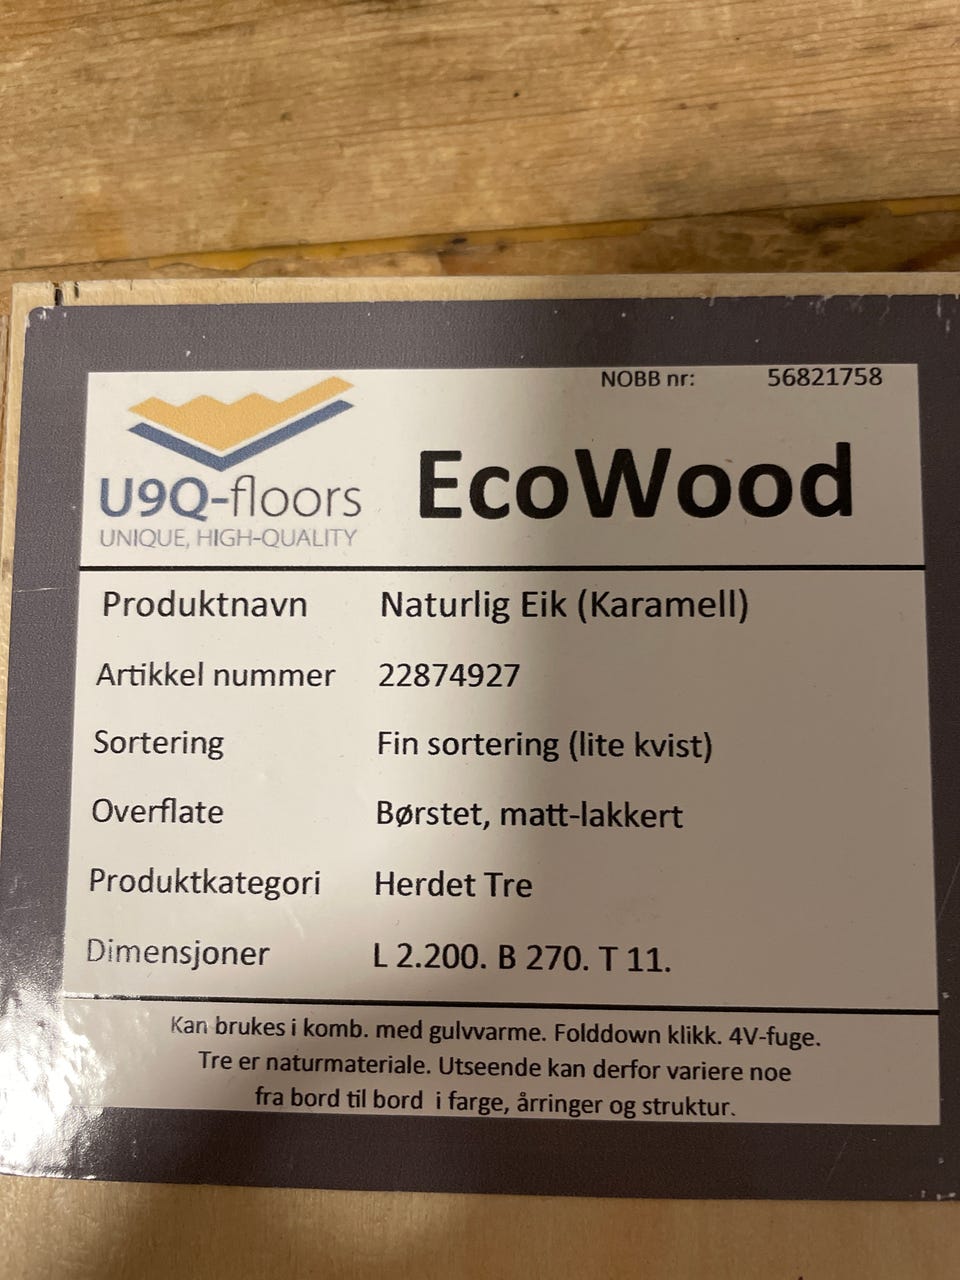 NOBB nr: 56821758
U9Q-floors
UNIQUE, HIGH-QUALITY
EcoWood
Produktnavn Naturlig Eik (Karamell)
Artikkel nummer 22874927
Sortering Fin sortering (lite kvist)
Overflate Børstet, matt-lakkert
Produktkategori Herdet Tre
Dimensjoner L 2.200. B 270. T 11.
Kan brukes i komb. med gulvvarme. Folddown klikk. 4V-fuge.
Tre er naturmateriale. Utseende kan derfor variere noe
fra bord til bord i farge, årringer og struktur.